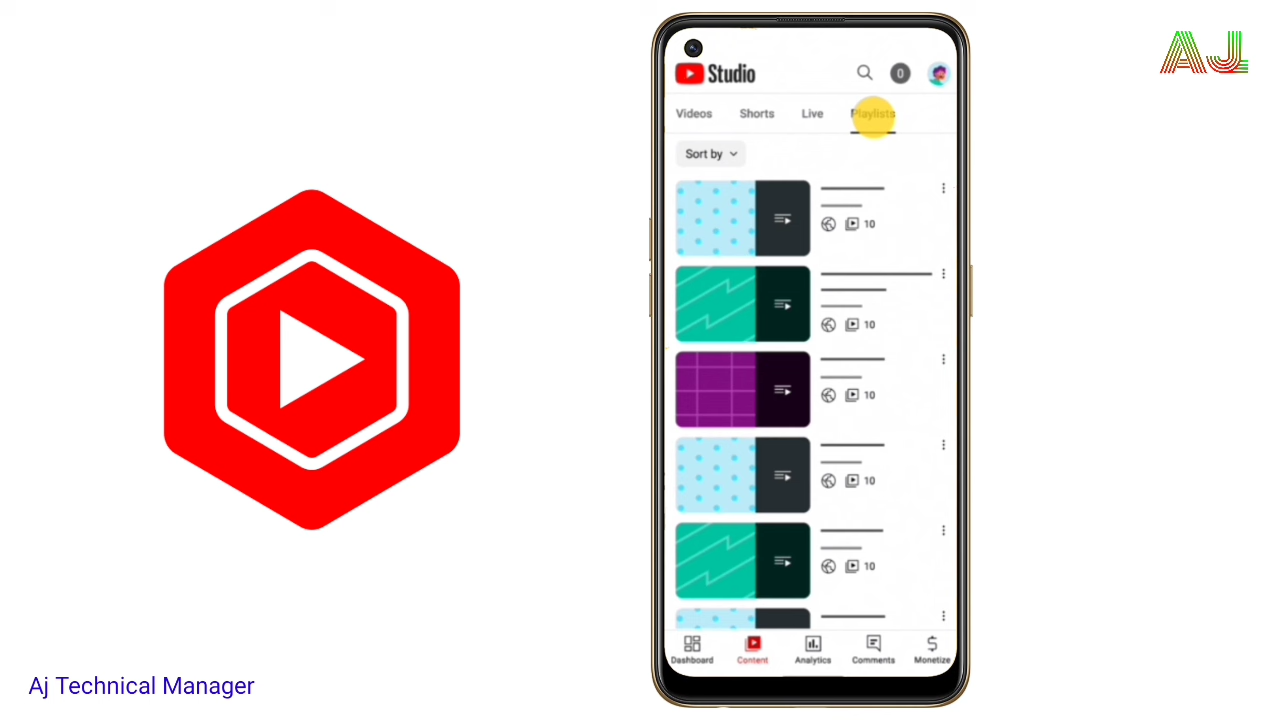 AJ
Studio
0
Videos Shorts Live Playlists
Sort by
10
10
10
10
10
Dashboard Content Analytics Comments Monetize
Aj Technical Manager